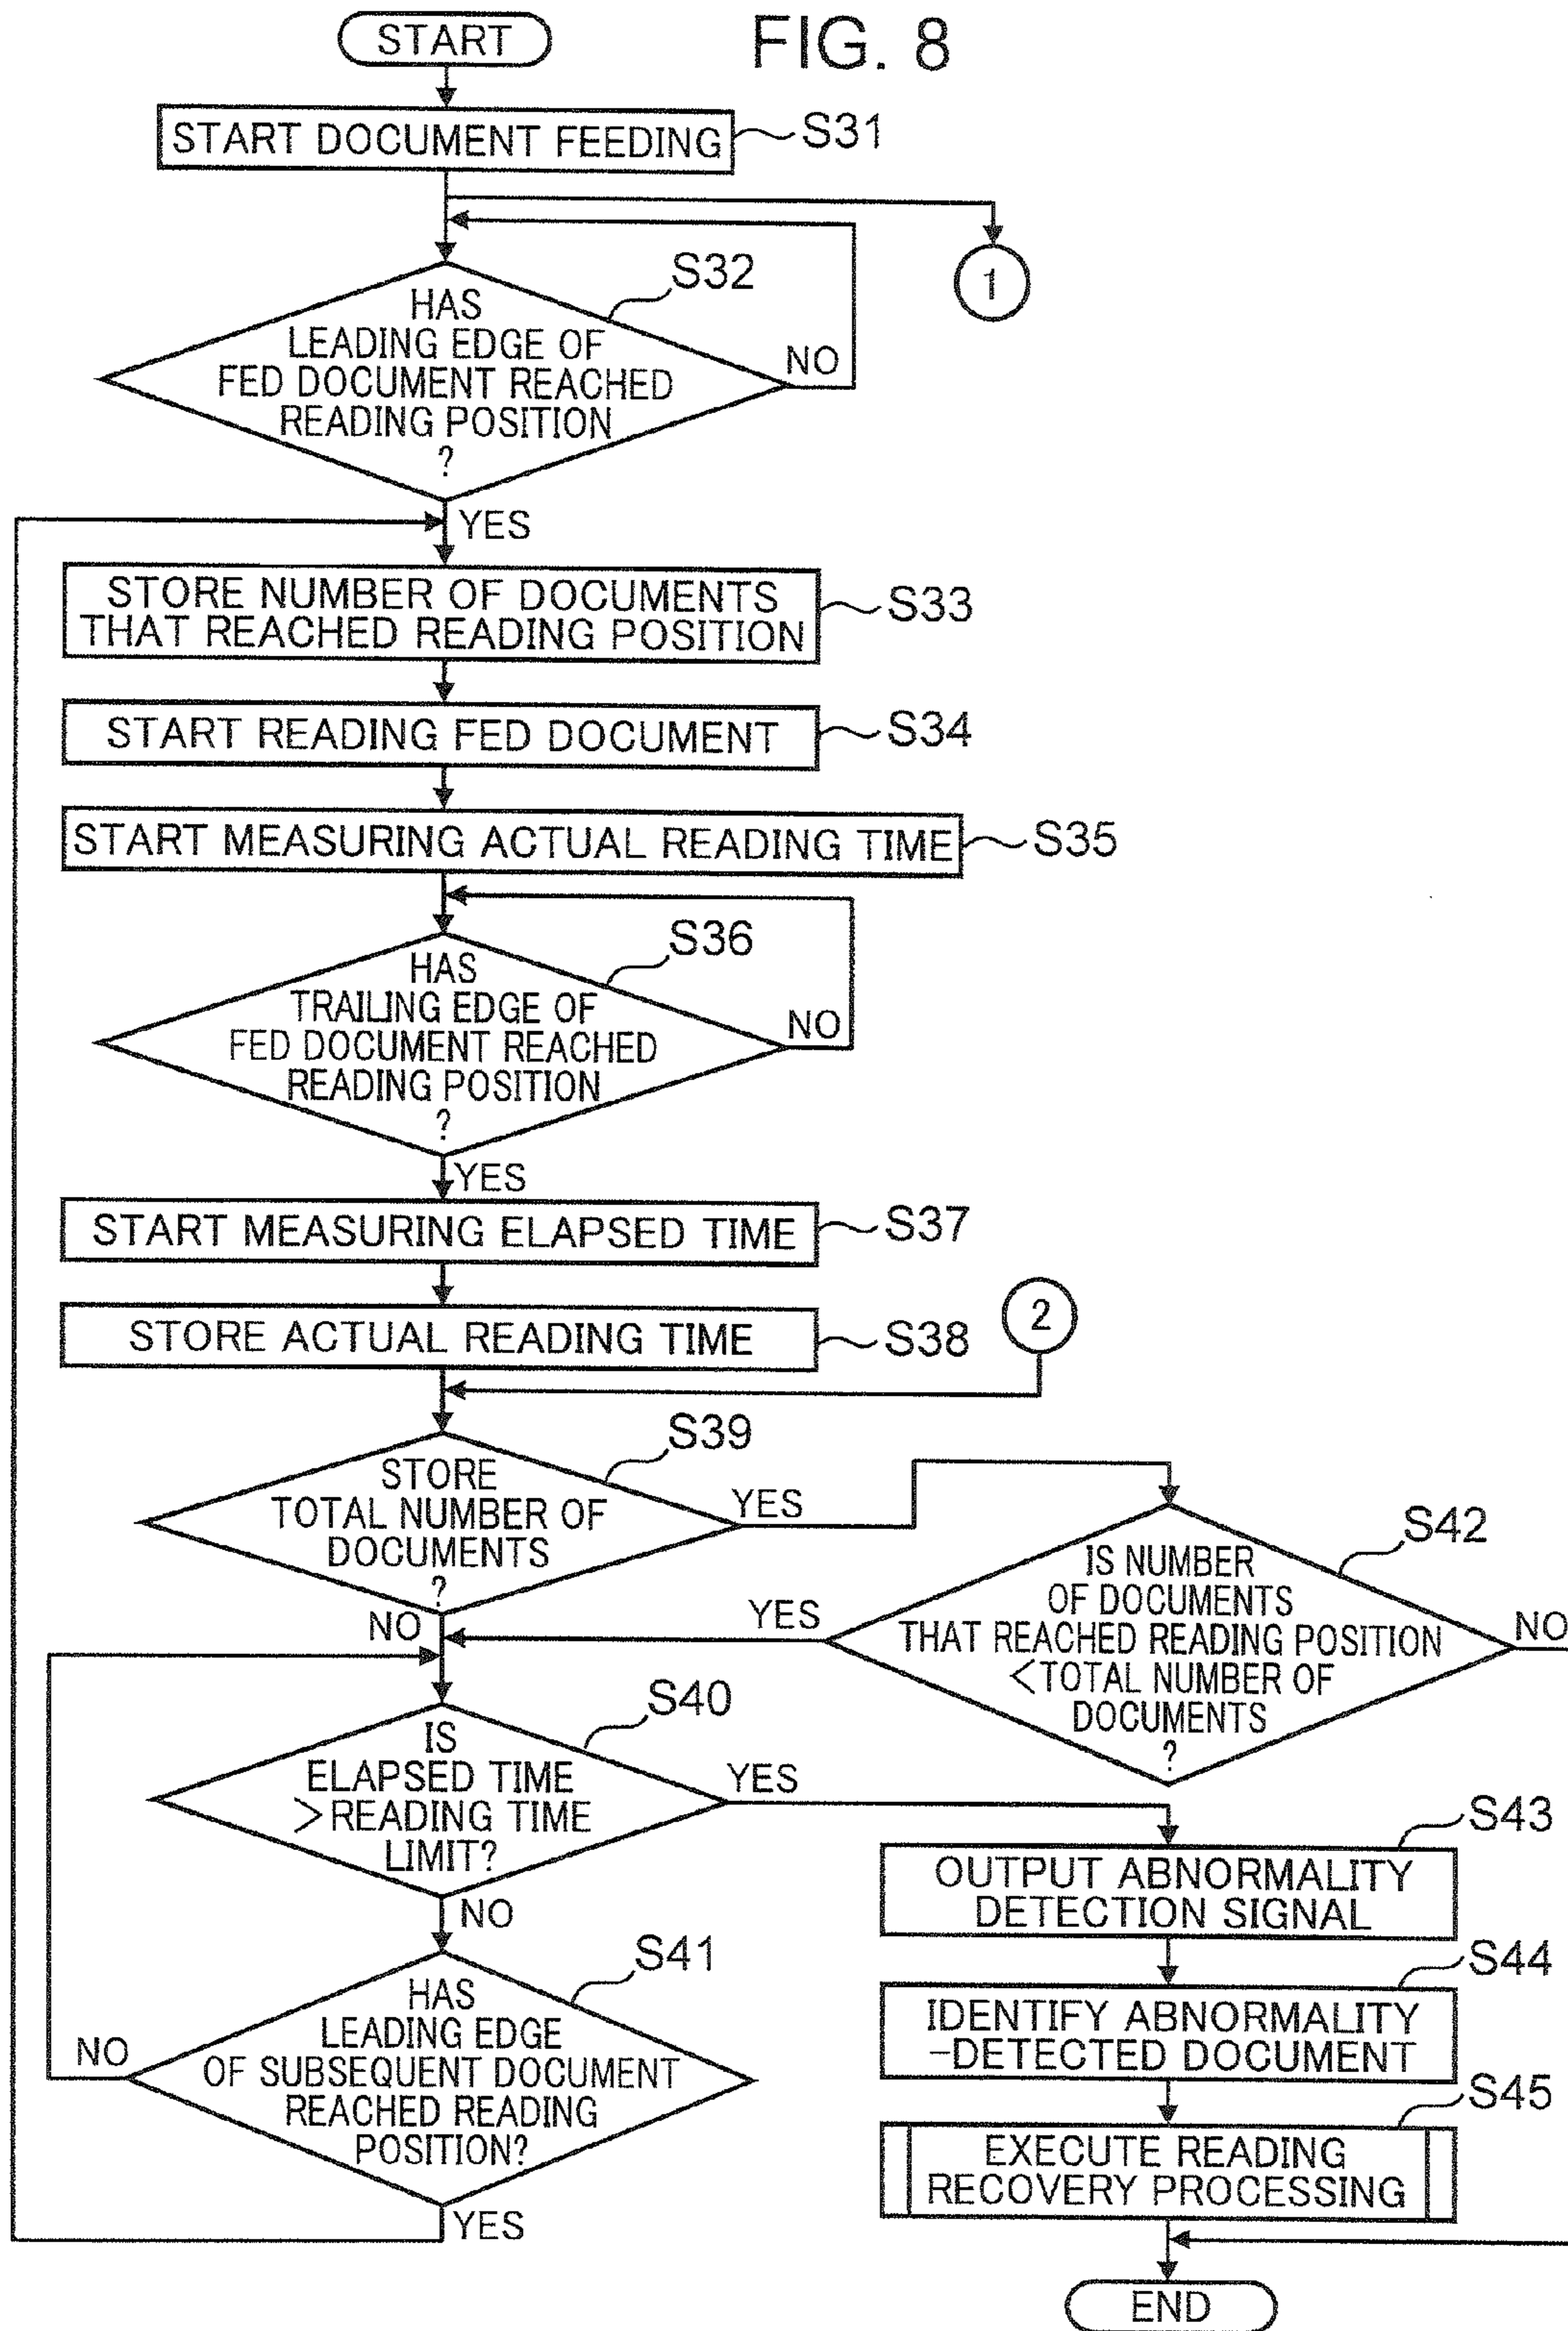 FIG. 8
START
START DOCUMENT FEEDING
S31
1
S32
HAS
LEADING EDGE OF
FED DOCUMENT REACHED
READING POSITION
?
NO
YES
STORE NUMBER OF DOCUMENTS
THAT REACHED READING POSITION
S33
START READING FED DOCUMENT
S34
START MEASURING ACTUAL READING TIME
S35
S36
HAS
TRAILING EDGE OF
FED DOCUMENT REACHED
READING POSITION
?
NO
YES
START MEASURING ELAPSED TIME
S37
STORE ACTUAL READING TIME
S38
2
S39
STORE
TOTAL NUMBER OF
DOCUMENTS
?
YES
NO
S42
IS NUMBER
OF DOCUMENTS
THAT REACHED READING POSITION
<TOTAL NUMBER OF
DOCUMENTS
?
YES
NO
S40
IS
ELAPSED TIME
>READING TIME
LIMIT?
YES
NO
S41
HAS
LEADING EDGE
OF SUBSEQUENT DOCUMENT
REACHED READING
POSITION?
NO
YES
S43
OUTPUT ABNORMALITY
DETECTION SIGNAL
S44
IDENTIFY ABNORMALITY
-DETECTED DOCUMENT
S45
EXECUTE READING
RECOVERY PROCESSING
END